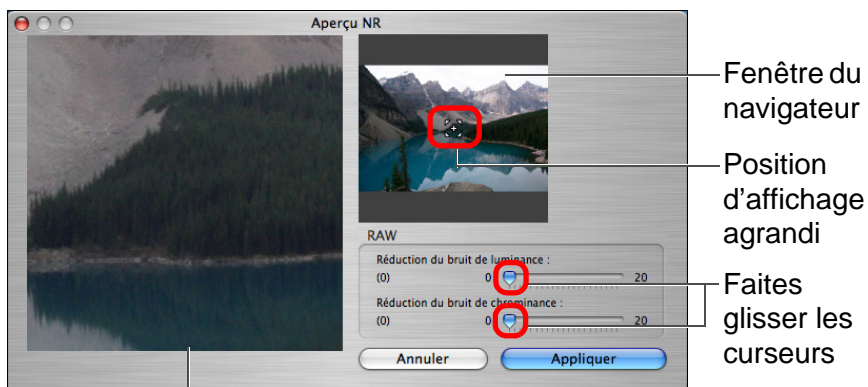 Aperçu NR
Fenêtre du
navigateur
Position
d’affichage
agrandi
RAW
Réduction du bruit de luminance :
(0) 0 20
Réduction du bruit de chrominance :
(0) 0 20
Faites
glisser les
curseurs
Annuler Appliquer